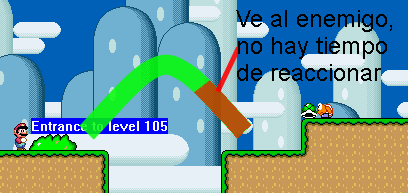 Ve al enemigo,
no hay tiempo
de reaccionar
Entrance to level 105